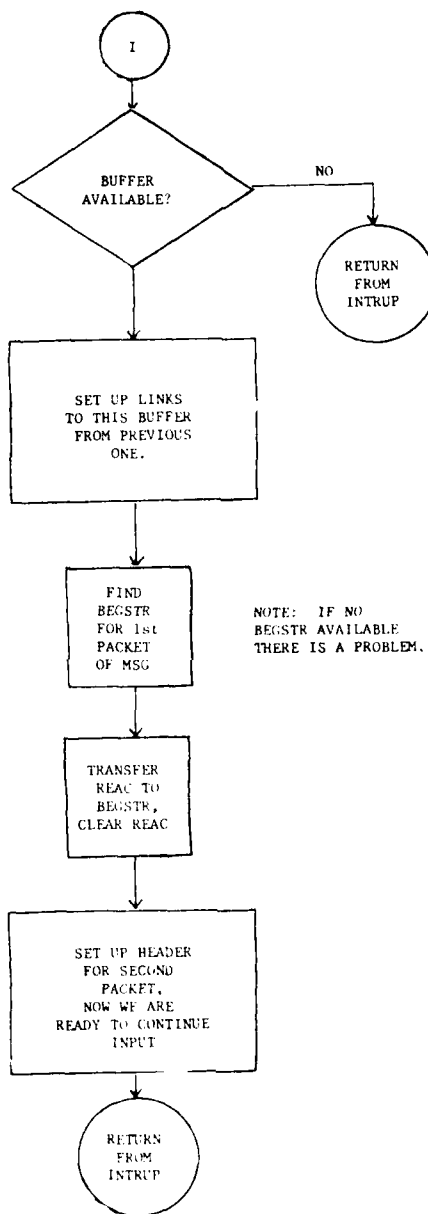 I
BUFFER
AVAILABLE?
NO
RETURN
FROM
INTRUP
SET UP LINKS
TO THIS BUFFER
FROM PREVIOUS
ONE.
FIND
BEGSTR
FOR 1st
PACKET
OF MSG
NOTE: IF NO
BEGSTR AVAILABLE
THERE IS A PROBLEM.
TRANSFER
REAC TO
BEGSTR,
CLEAR REAC
SET UP HEADER
FOR SECOND
PACKET,
NOW WE ARE
READY TO CONTINUE
INPUT
RETURN
FROM
INTRUP